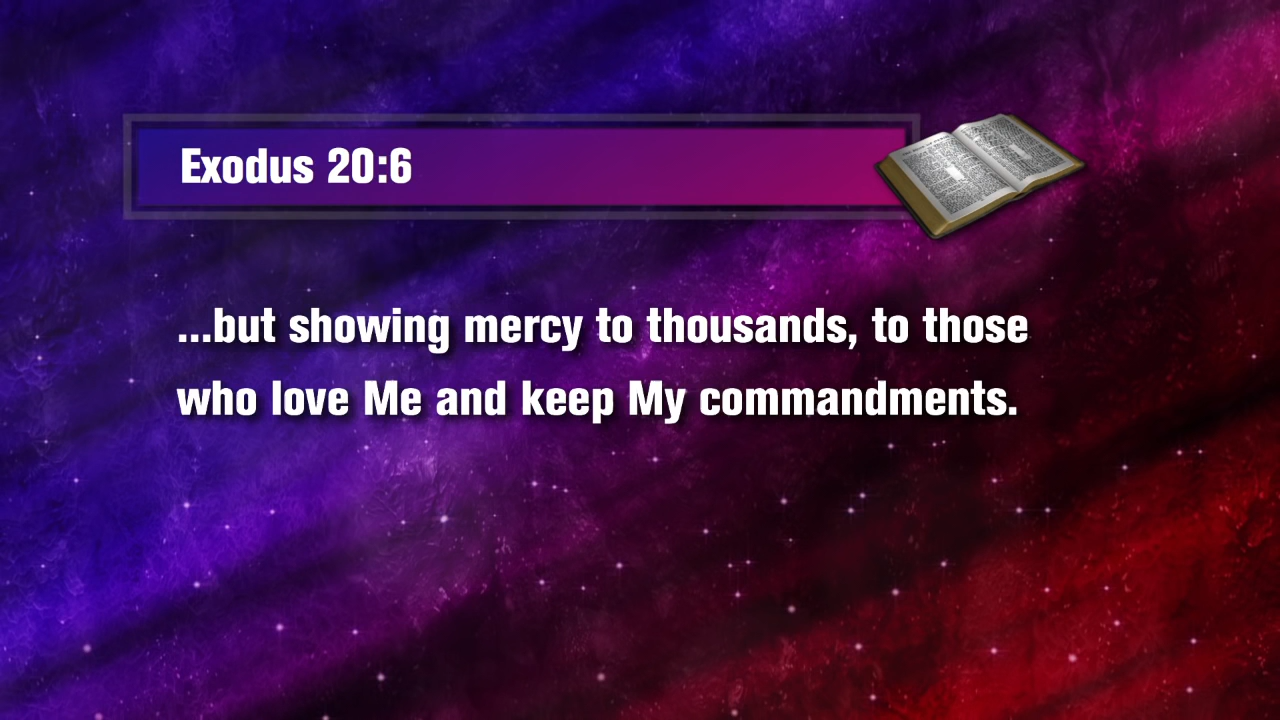 Exodus 20:6
...but showing mercy to thousands, to those
who love Me and keep My commandments.